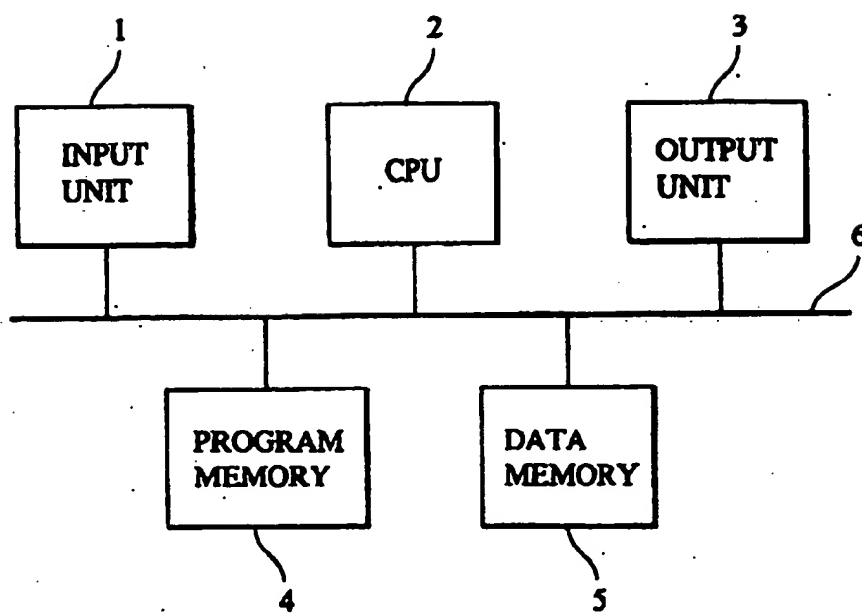 1
2
3
INPUT
UNIT
CPU
OUTPUT
UNIT
6
PROGRAM
MEMORY
DATA
MEMORY
4
5